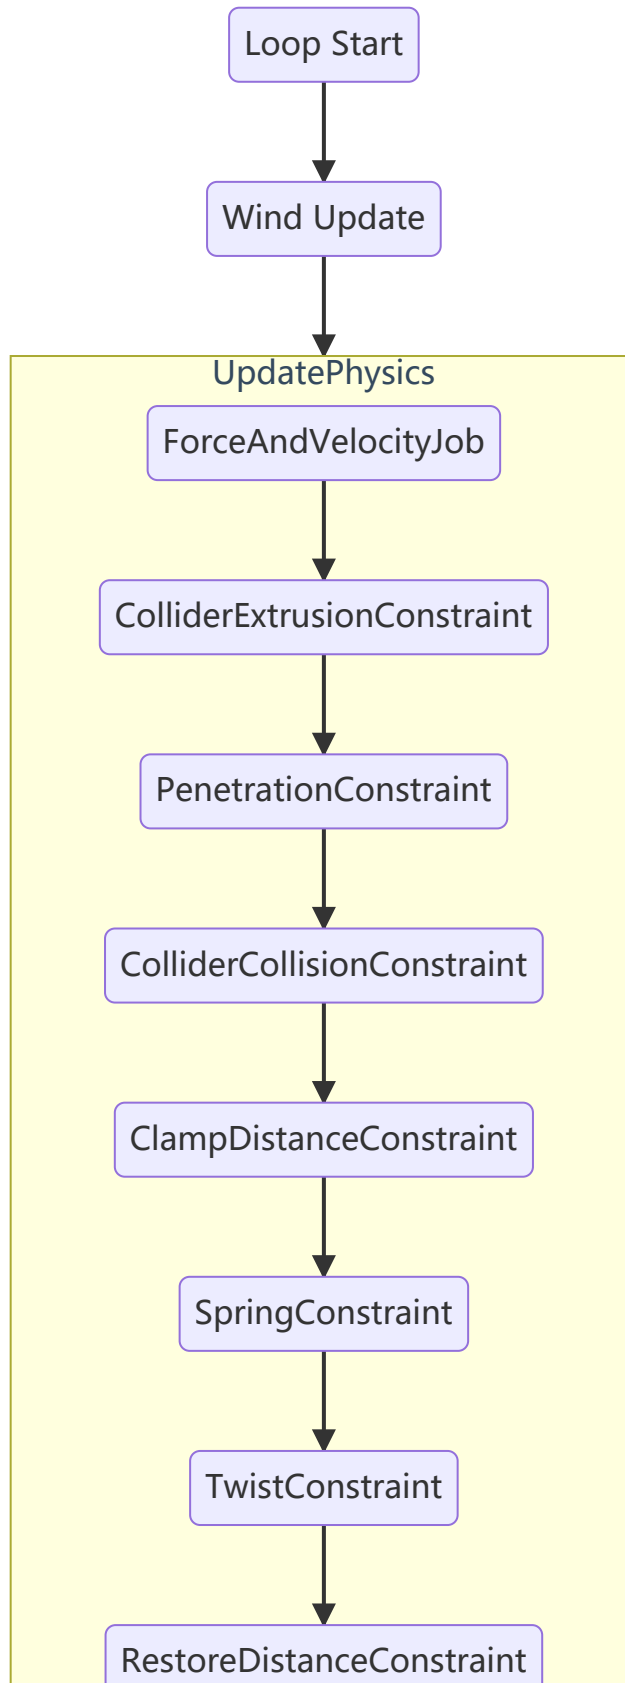 Loop Start
Wind Update
UpdatePhysics
ForceAndVelocityJob
ColliderExtrusionConstraint
PenetrationConstraint
ColliderCollisionConstraint
ClampDistanceConstraint
SpringConstraint
TwistConstraint
RestoreDistanceConstraint